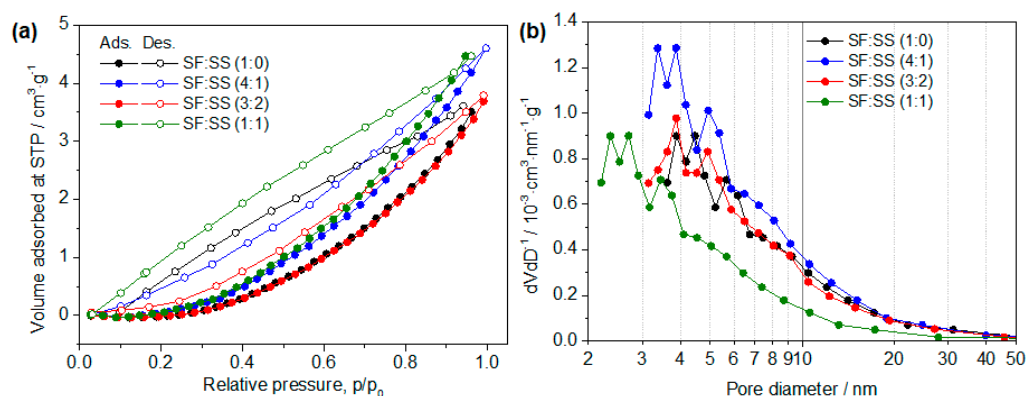 (a)
Ads. Des.
SF:SS (1:0)
SF:SS (4:1)
SF:SS (3:2)
SF:SS (1:1)
Volume adsorbed at STP / cm³·g⁻¹
5
4
3
2
1
0
0.0 0.2 0.4 0.6 0.8 1.0
Relative pressure, p/p₀
(b)
SF:SS (1:0)
SF:SS (4:1)
SF:SS (3:2)
SF:SS (1:1)
dVdD⁻¹ / 10⁻³·cm³·nm⁻¹·g⁻¹
1.4
1.2
1.0
0.8
0.6
0.4
0.2
0.0
2 3 4 5 6 7 8 9 10 20 30 40 50
Pore diameter / nm